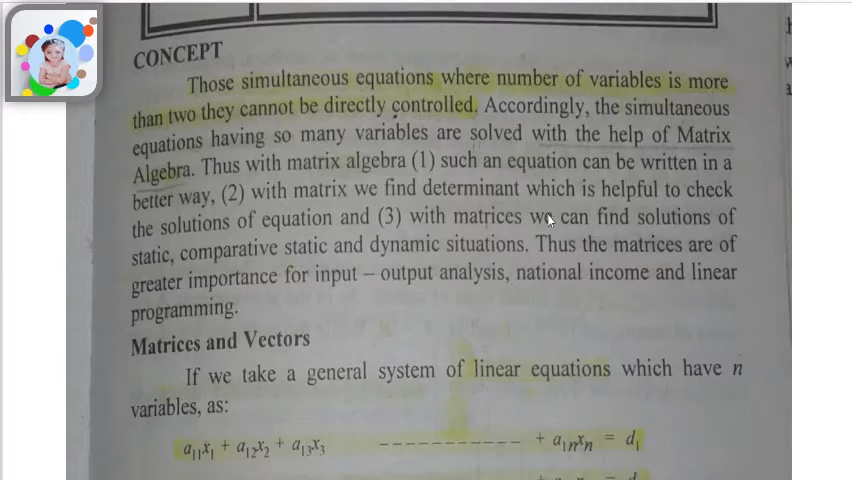 CONCEPT
Those simultaneous equations where number of variables is more
than two they cannot be directly controlled. Accordingly, the simultaneous
equations having so many variables are solved with the help of Matrix
Algebra. Thus with matrix algebra (1) such an equation can be written in a
better way, (2) with matrix we find determinant which is helpful to check
the solutions of equation and (3) with matrices we can find solutions of
static, comparative static and dynamic situations. Thus the matrices are of
greater importance for input – output analysis, national income and linear
programming.
Matrices and Vectors
If we take a general system of linear equations which have n
variables, as:
a₁₁x₁ + a₁₂x₂ + a₁₃x₃ ----------- + a₁ₙxₙ = d₁